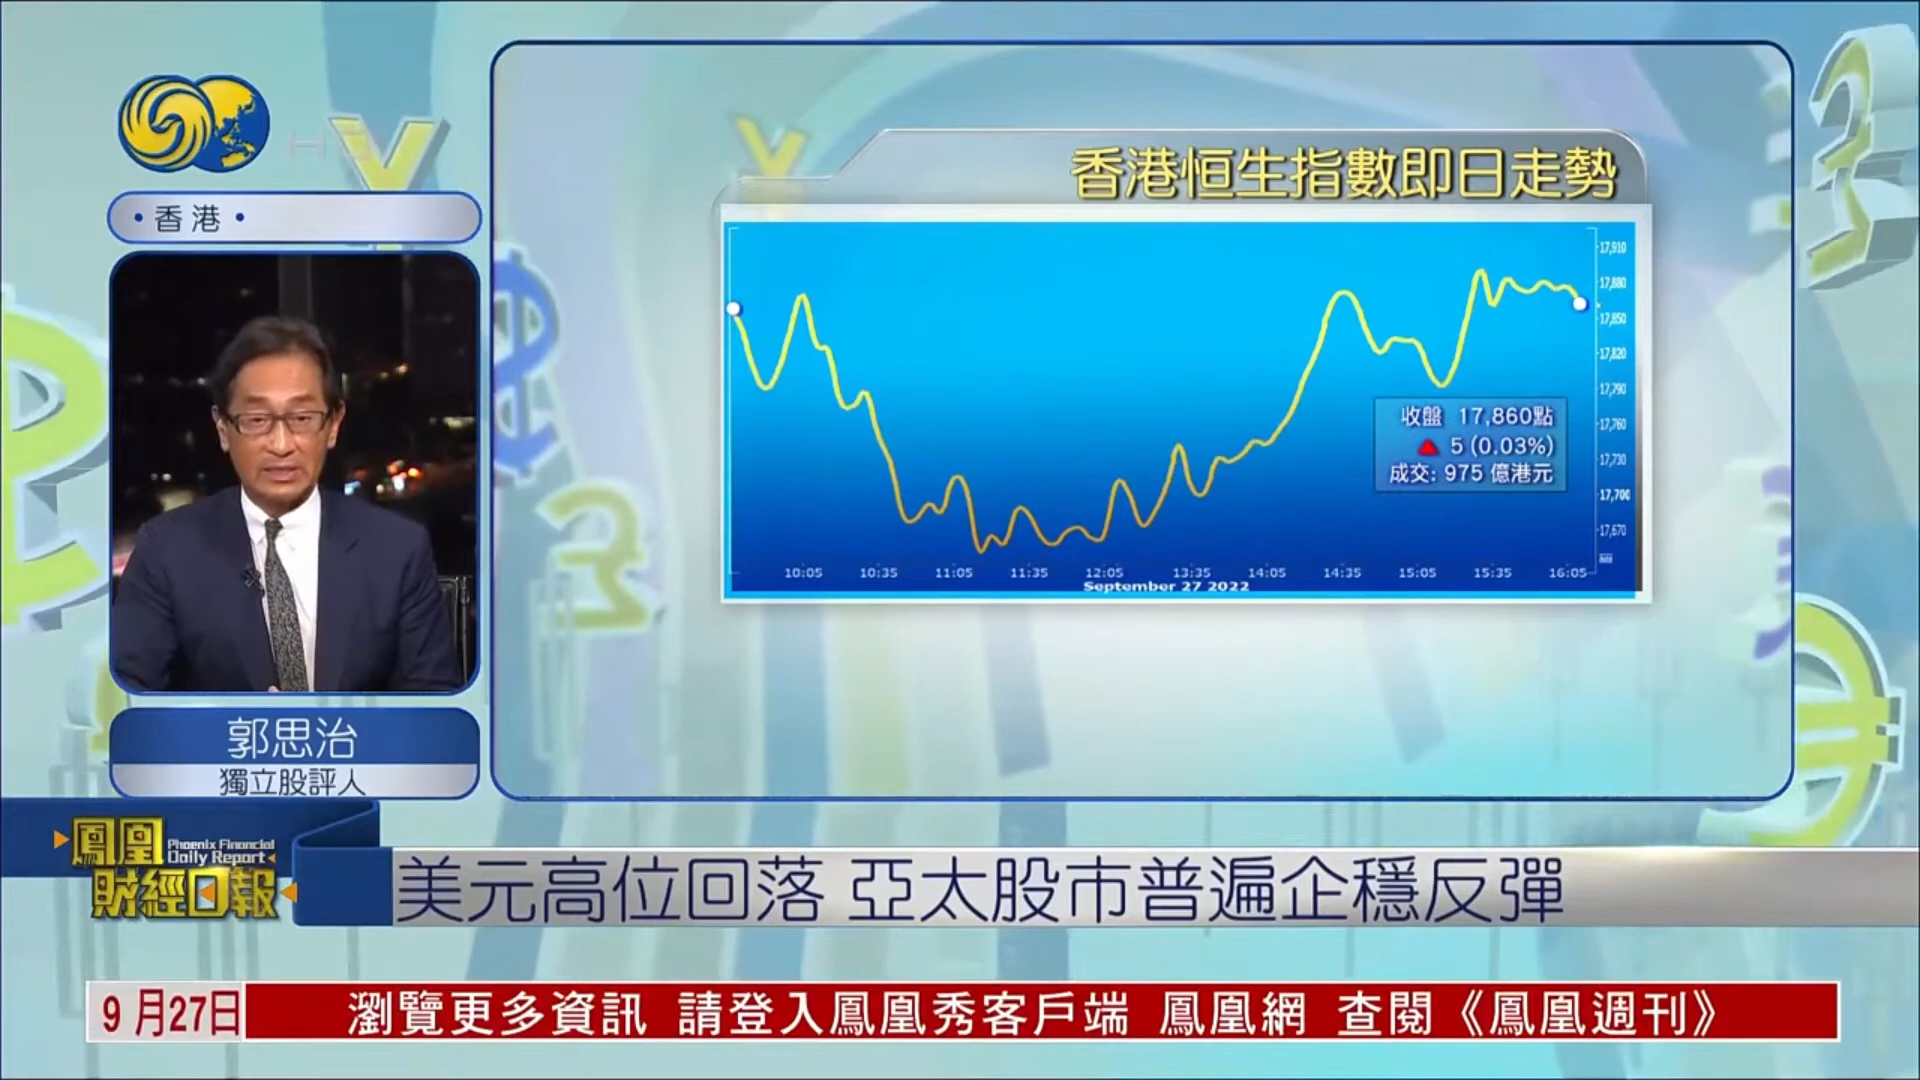 香港恒生指數即日走勢
• 香港 •
17,910
17,880
17,850
17,820
17,790
17,760
17,730
17,700
17,670
收盤 17,860點
▲ 5 (0.03%)
成交: 975 億港元
10:05 10:35 11:05 11:35 12:05 13:35 14:05 14:35 15:05 15:35 16:05
September 27 2022
郭思治
獨立股評人
鳳凰 Phoenix Financial Daily Report
財經日報
美元高位回落 亞太股市普遍企穩反彈
9月27日 瀏覽更多資訊 請登入鳳凰秀客戶端 鳳凰網 查閱《鳳凰週刊》